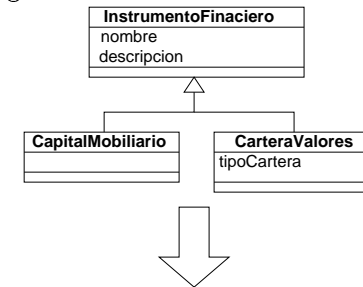 InstrumentoFinaciero
nombre
descripcion
CapitalMobiliario
CarteraValores
tipoCartera